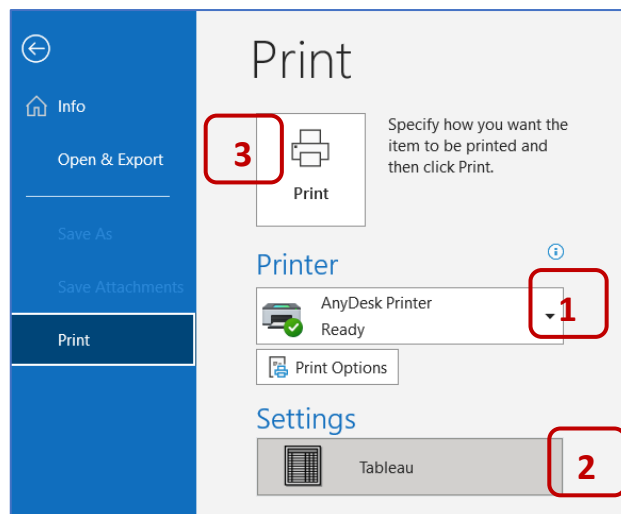 Info
Open & Export
Save As
Save Attachments
Print
Print
3
Print
Specify how you want the
item to be printed and
then click Print.
Printer
AnyDesk Printer
Ready
1
Print Options
Settings
Tableau
2